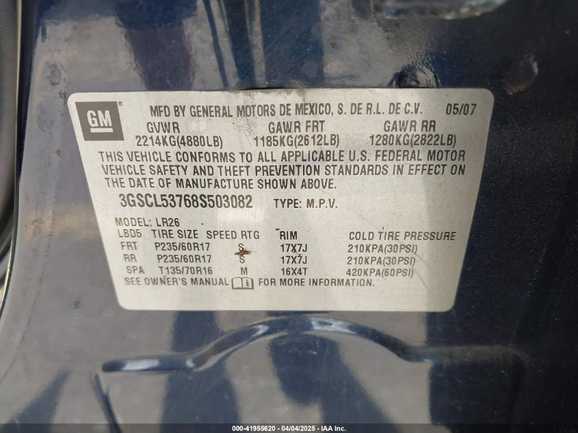 GM
MFD BY GENERAL MOTORS DE MEXICO, S. DE R.L. DE C.V. 05/07
GVWR GAWR FRT GAWR RR
2214KG(4880LB) 1185KG(2612LB) 1280KG(2822LB)
THIS VEHICLE CONFORMS TO ALL APPLICABLE U.S. FEDERAL MOTOR
VEHICLE SAFETY AND THEFT PREVENTION STANDARDS IN EFFECT ON
THE DATE OF MANUFACTURE SHOWN ABOVE.
3GSCL53768S503082 TYPE: M.P.V.
MODEL: LR26
LBD5 TIRE SIZE SPEED RTG RIM COLD TIRE PRESSURE
FRT P235/60R17 S 17X7J 210KPA(30PSI)
RR P235/60R17 S 17X7J 210KPA(30PSI)
SPA T135/70R16 M 16X4T 420KPA(60PSI)
SEE OWNER'S MANUAL FOR MORE INFORMATION.
000-41955620 - 04/04/2025 - IAA Inc.